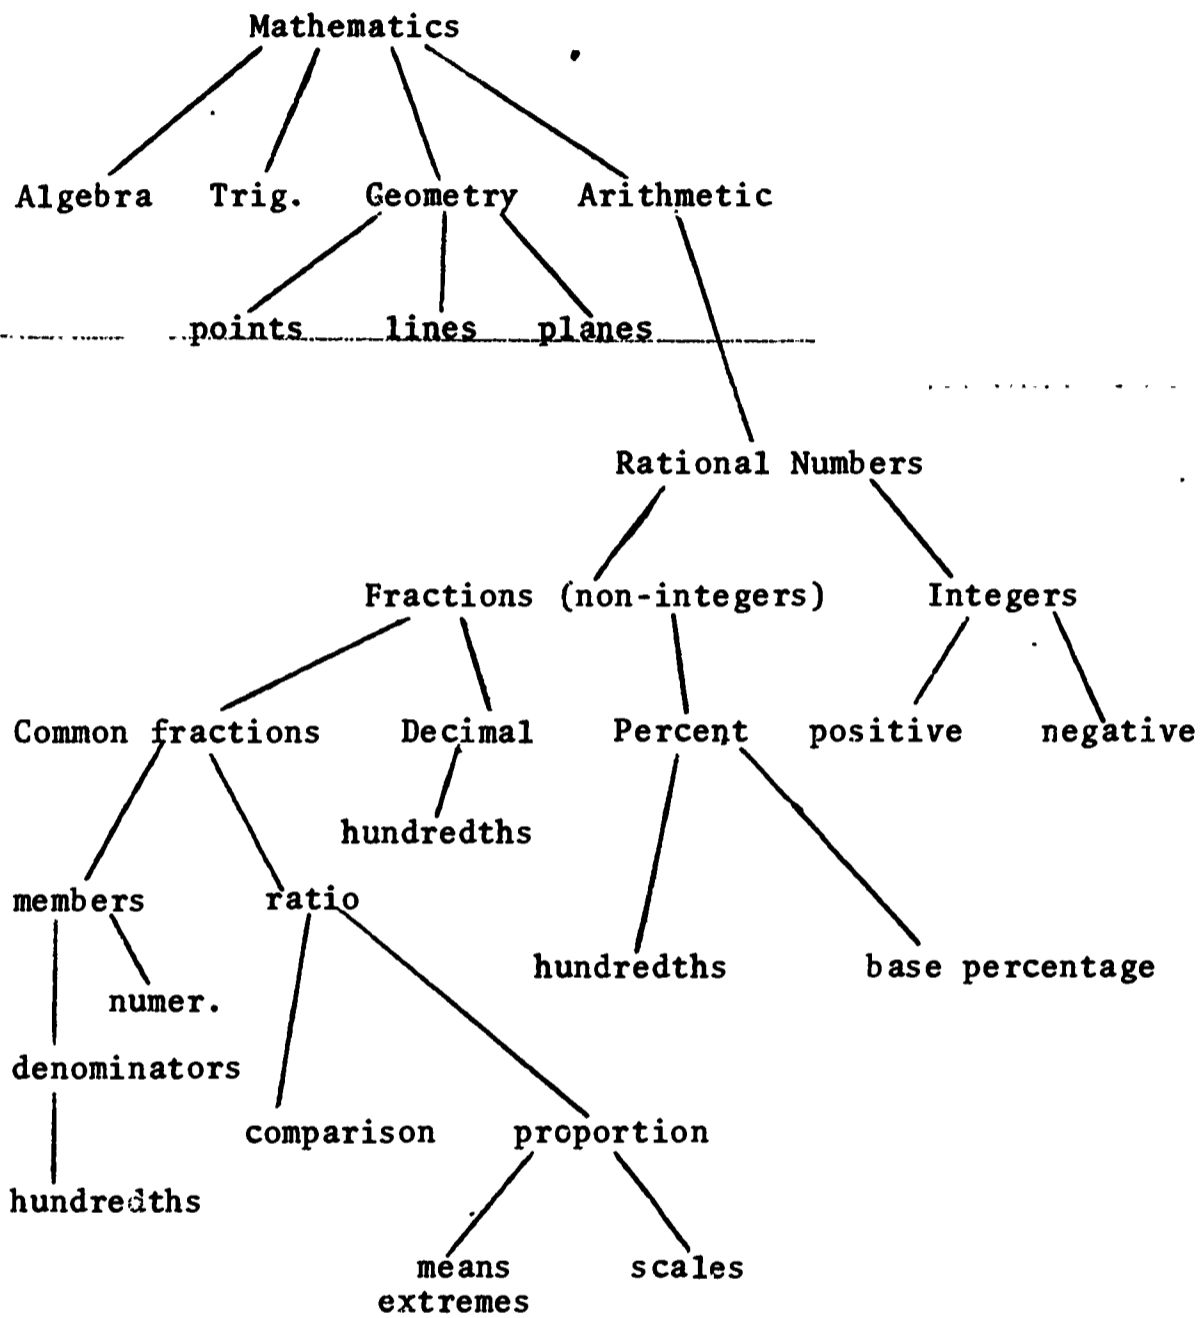 Mathematics
Algebra Trig. Geometry Arithmetic
points lines planes
Rational Numbers
Fractions (non-integers) Integers
Common fractions Decimal Percent positive negative
hundredths
members ratio
hundredths base percentage
numer.
denominators
comparison proportion
hundredths
means scales
extremes